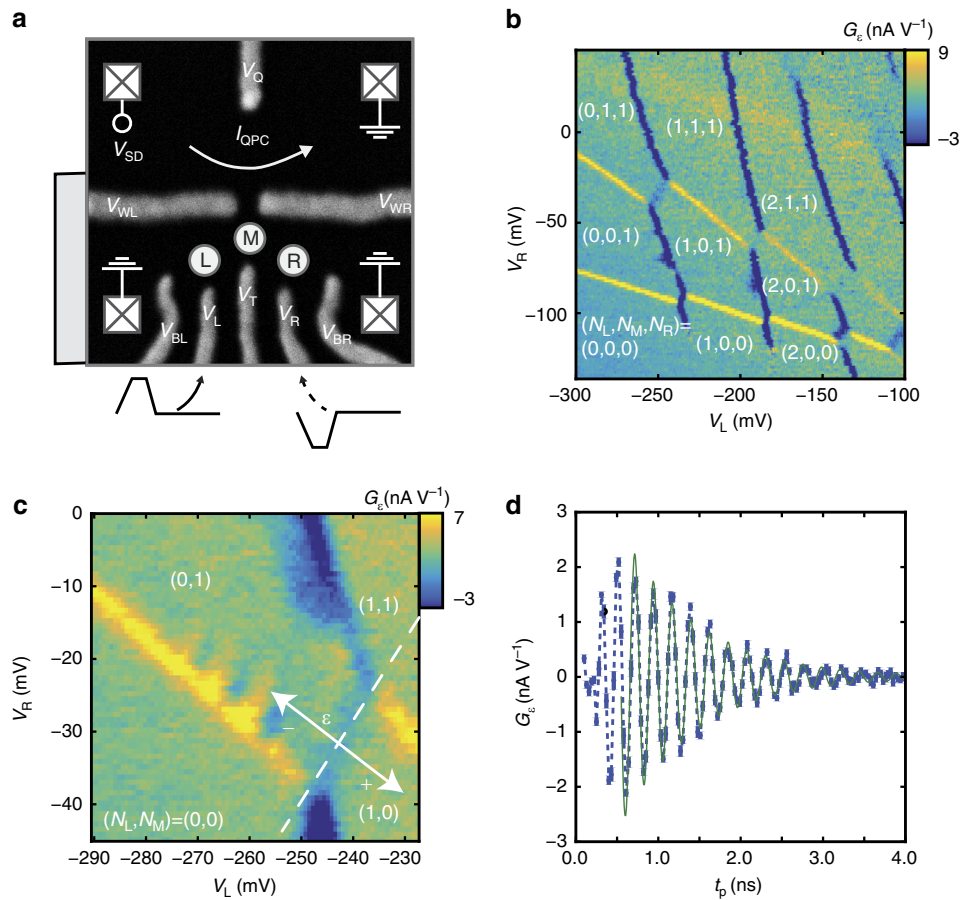 a
V_Q
I_QPC
V_SD
V_WL
V_WR
M
L
R
V_BL
V_L
V_T
V_R
V_BR
b
G_ε (nA V⁻¹)
9
−3
(0,1,1)
(1,1,1)
(2,1,1)
(0,0,1)
(1,0,1)
(2,0,1)
(N_L,N_M,N_R)=
(0,0,0)
(1,0,0)
(2,0,0)
0
−50
−100
V_R (mV)
−300
−250
−200
−150
−100
V_L (mV)
c
G_ε(nA V⁻¹)
7
−3
(0,1)
(1,1)
ε
−
+
(1,0)
(N_L,N_M)=(0,0)
0
−10
−20
−30
−40
V_R (mV)
−290
−280
−270
−260
−250
−240
−230
V_L (mV)
d
3
2
1
0
−1
−2
−3
G_ε (nA V⁻¹)
0.0
1.0
2.0
3.0
4.0
t_p (ns)